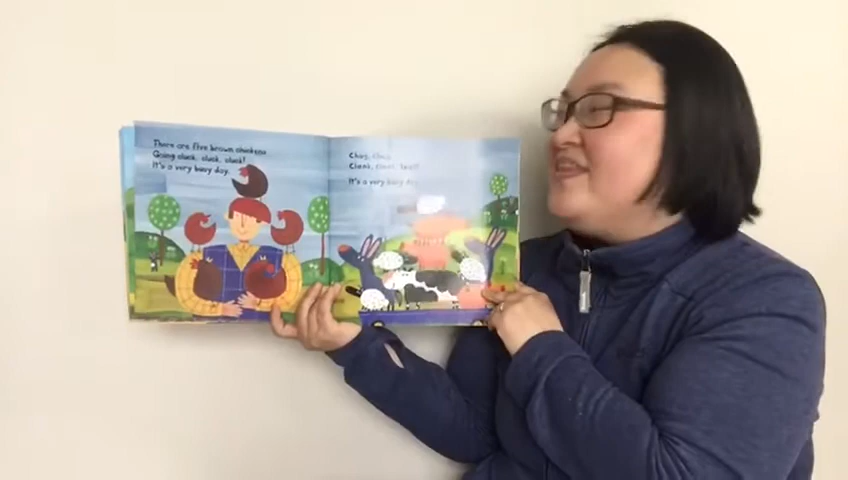 There are five brown chickens
Going cluck, cluck, cluck!
It's a very busy day.
Chug, chug,
Clank, clank, toot!
It's a very busy day.